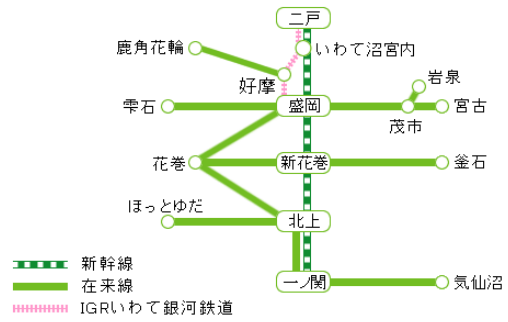 二戸
鹿角花輪
いわて沼宮内
好摩
岩泉
雫石
盛岡
宮古
茂市
花巻
新花巻
釜石
ほっとゆだ
北上
新幹線
在来線
一ノ関
気仙沼
IGRいわて銀河鉄道